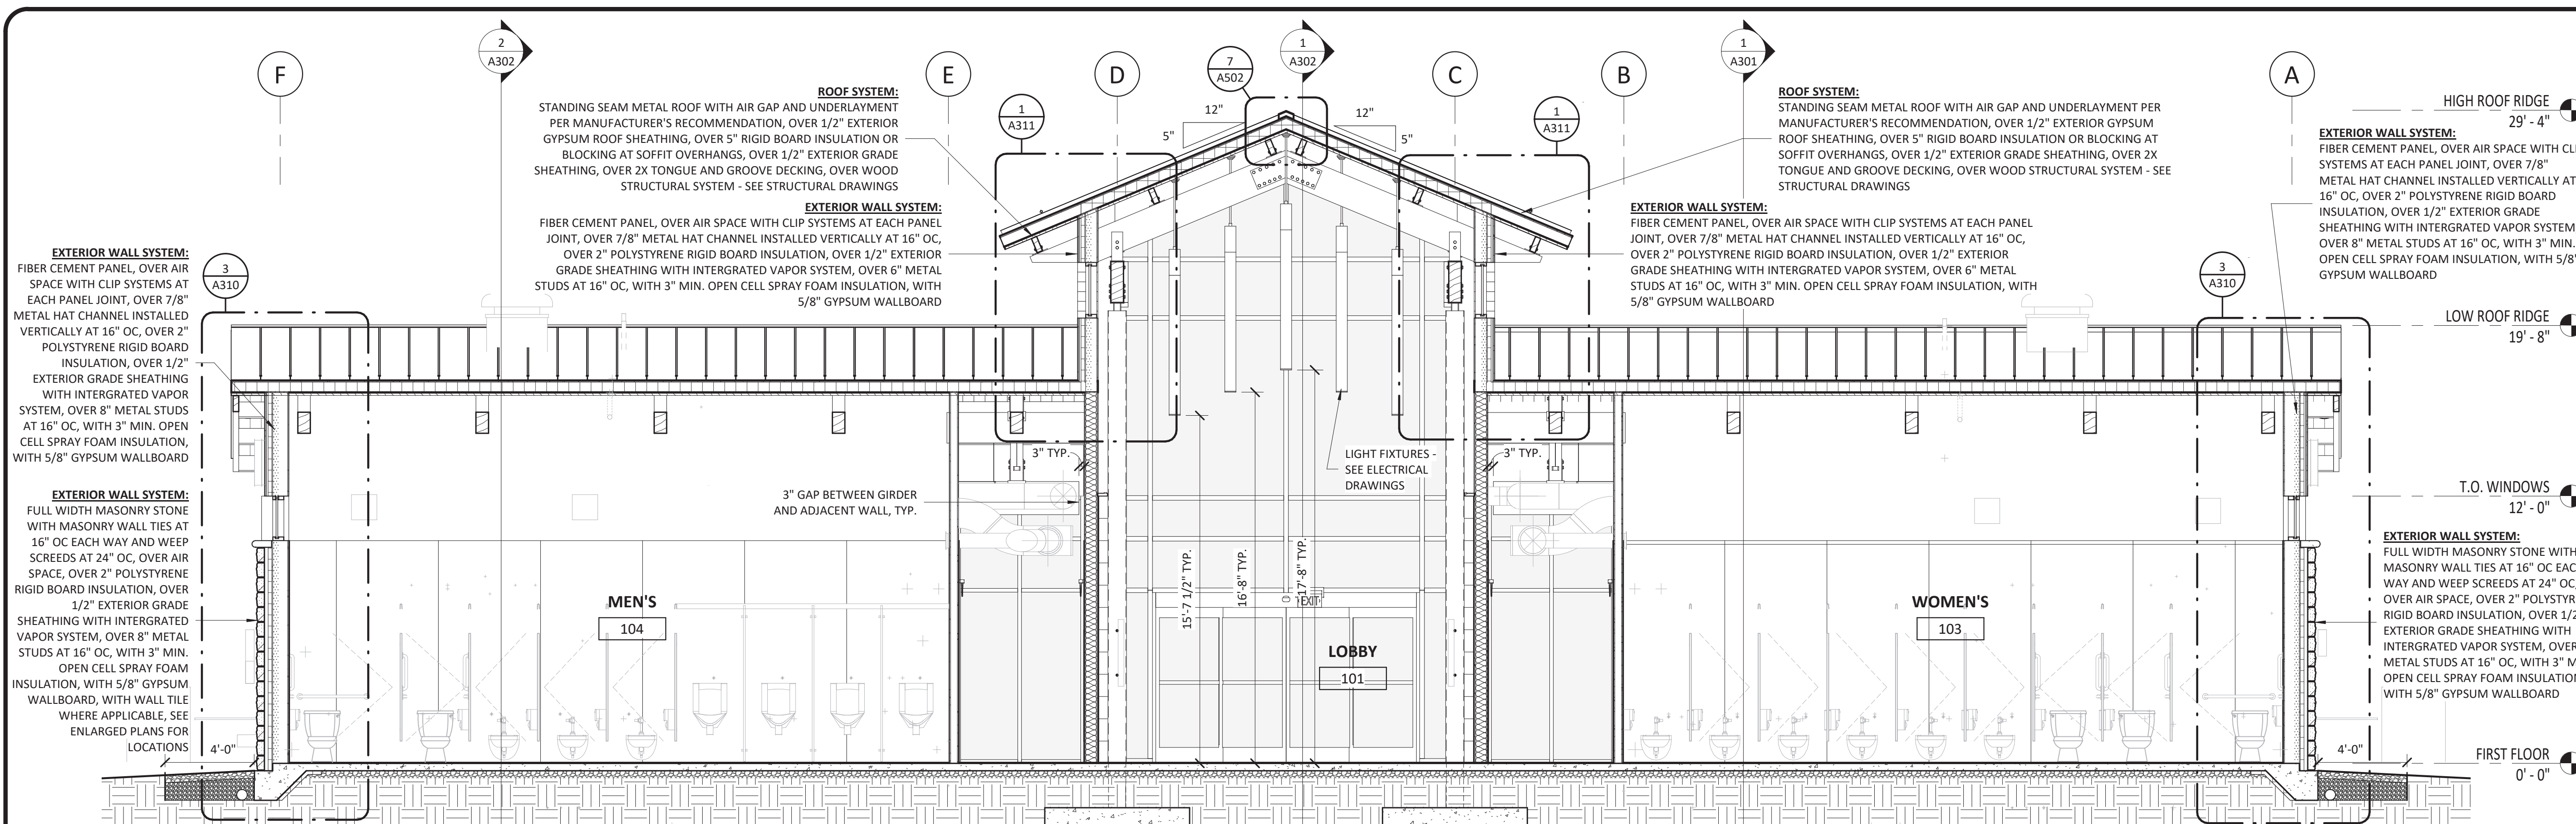 2
A302
7
A502
1
A302
1
A301
F
E
D
C
B
A
1
A311
1
A311
12"
5"
12"
5"
ROOF SYSTEM:
STANDING SEAM METAL ROOF WITH AIR GAP AND UNDERLAYMENT
PER MANUFACTURER'S RECOMMENDATION, OVER 1/2" EXTERIOR
GYPSUM ROOF SHEATHING, OVER 5" RIGID BOARD INSULATION OR
BLOCKING AT SOFFIT OVERHANGS, OVER 1/2" EXTERIOR GRADE
SHEATHING, OVER 2X TONGUE AND GROOVE DECKING, OVER WOOD
STRUCTURAL SYSTEM - SEE STRUCTURAL DRAWINGS
EXTERIOR WALL SYSTEM:
FIBER CEMENT PANEL, OVER AIR SPACE WITH CLIP SYSTEMS AT EACH PANEL
JOINT, OVER 7/8" METAL HAT CHANNEL INSTALLED VERTICALLY AT 16" OC,
OVER 2" POLYSTYRENE RIGID BOARD INSULATION, OVER 1/2" EXTERIOR
GRADE SHEATHING WITH INTERGRATED VAPOR SYSTEM, OVER 6" METAL
STUDS AT 16" OC, WITH 3" MIN. OPEN CELL SPRAY FOAM INSULATION, WITH
5/8" GYPSUM WALLBOARD
ROOF SYSTEM:
STANDING SEAM METAL ROOF WITH AIR GAP AND UNDERLAYMENT PER
MANUFACTURER'S RECOMMENDATION, OVER 1/2" EXTERIOR GYPSUM
ROOF SHEATHING, OVER 5" RIGID BOARD INSULATION OR BLOCKING AT
SOFFIT OVERHANGS, OVER 1/2" EXTERIOR GRADE SHEATHING, OVER 2X
TONGUE AND GROOVE DECKING, OVER WOOD STRUCTURAL SYSTEM - SEE
STRUCTURAL DRAWINGS
EXTERIOR WALL SYSTEM:
FIBER CEMENT PANEL, OVER AIR SPACE WITH CLIP SYSTEMS AT EACH PANEL
JOINT, OVER 7/8" METAL HAT CHANNEL INSTALLED VERTICALLY AT 16" OC,
OVER 2" POLYSTYRENE RIGID BOARD INSULATION, OVER 1/2" EXTERIOR
GRADE SHEATHING WITH INTERGRATED VAPOR SYSTEM, OVER 6" METAL
STUDS AT 16" OC, WITH 3" MIN. OPEN CELL SPRAY FOAM INSULATION, WITH
5/8" GYPSUM WALLBOARD
HIGH ROOF RIDGE
29' - 4"
EXTERIOR WALL SYSTEM:
FIBER CEMENT PANEL, OVER AIR SPACE WITH
SYSTEMS AT EACH PANEL JOINT, OVER 7/8"
METAL HAT CHANNEL INSTALLED VERTICALLY AT
16" OC, OVER 2" POLYSTYRENE RIGID BOARD
INSULATION, OVER 1/2" EXTERIOR GRADE
SHEATHING WITH INTERGRATED VAPOR SYSTEM
OVER 8" METAL STUDS AT 16" OC, WITH 3" MIN.
OPEN CELL SPRAY FOAM INSULATION, WITH 5/8"
GYPSUM WALLBOARD
LOW ROOF RIDGE
19' - 8"
T.O. WINDOWS
12' - 0"
EXTERIOR WALL SYSTEM:
FULL WIDTH MASONRY STONE WITH
MASONRY WALL TIES AT 16" OC
WAY AND WEEP SCREEDS AT 24" OC
OVER AIR SPACE, OVER 2"
RIGID BOARD INSULATION, OVER
EXTERIOR GRADE SHEATHING WITH
INTERGRATED VAPOR SYSTEM, OVER
METAL STUDS AT 16" OC, WITH 3"
OPEN CELL SPRAY FOAM
WITH 5/8" GYPSUM WALLBOARD
FIRST FLOOR
0' - 0"
3
A310
3
A310
EXTERIOR WALL SYSTEM:
FIBER CEMENT PANEL, OVER AIR
SPACE WITH CLIP SYSTEMS AT
EACH PANEL JOINT, OVER 7/8"
METAL HAT CHANNEL INSTALLED
VERTICALLY AT 16" OC, OVER 2"
POLYSTYRENE RIGID BOARD
INSULATION, OVER 1/2"
EXTERIOR GRADE SHEATHING
WITH INTERGRATED VAPOR
SYSTEM, OVER 8" METAL STUDS
AT 16" OC, WITH 3" MIN. OPEN
CELL SPRAY FOAM INSULATION,
WITH 5/8" GYPSUM WALLBOARD
EXTERIOR WALL SYSTEM:
FULL WIDTH MASONRY STONE
WITH MASONRY WALL TIES AT
16" OC EACH WAY AND WEEP
SCREEDS AT 24" OC, OVER AIR
SPACE, OVER 2" POLYSTYRENE
RIGID BOARD INSULATION, OVER
1/2" EXTERIOR GRADE
SHEATHING WITH INTERGRATED
VAPOR SYSTEM, OVER 8" METAL
STUDS AT 16" OC, WITH 3" MIN.
OPEN CELL SPRAY FOAM
INSULATION, WITH 5/8" GYPSUM
WALLBOARD, WITH WALL TILE
WHERE APPLICABLE, SEE
ENLARGED PLANS FOR
LOCATIONS
4'-0"
3" TYP.
3" TYP.
3" GAP BETWEEN GIRDER
AND ADJACENT WALL, TYP.
LIGHT FIXTURES -
SEE ELECTRICAL
DRAWINGS
15'-7 1/2" TYP.
16'-8" TYP.
17'-8" TYP.
EXIT
MEN'S
104
LOBBY
101
WOMEN'S
103
4'-0"